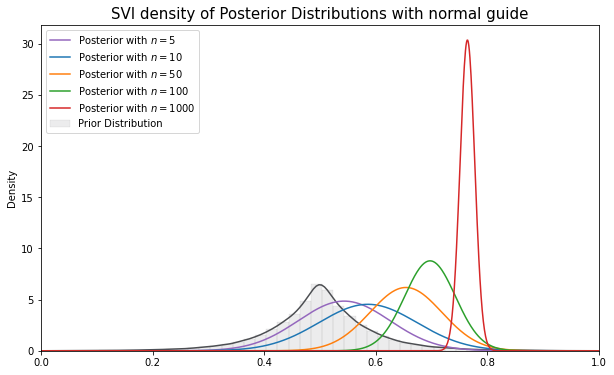 SVI density of Posterior Distributions with normal guide
Posterior with n = 5
Posterior with n = 10
Posterior with n = 50
Posterior with n = 100
Posterior with n = 1000
Prior Distribution
Density
30
25
20
15
10
5
0
0.0 0.2 0.4 0.6 0.8 1.0